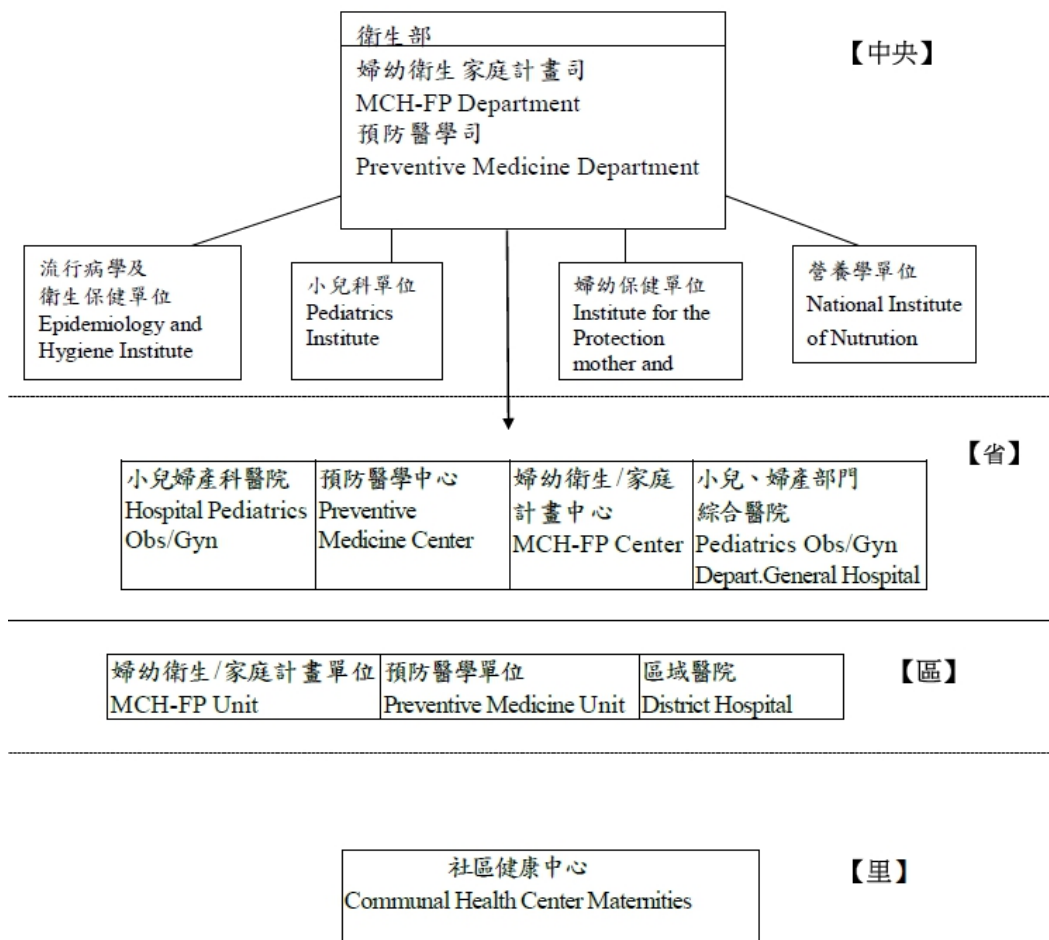 衛生部
【中央】
婦幼衛生家庭計畫司
MCH-FP Department
預防醫學司
Preventive Medicine Department
流行病學及
衛生保健單位
Epidemiology and
Hygiene Institute
小兒科單位
Pediatrics
Institute
婦幼保健單位
Institute for the
Protection
mother and
營養學單位
National Institute
of Nutrution
【省】
小兒婦產科醫院
Hospital Pediatrics
Obs/Gyn
預防醫學中心
Preventive
Medicine Center
婦幼衛生/家庭
計畫中心
MCH-FP Center
小兒、婦產部門
綜合醫院
Pediatrics Obs/Gyn
Depart.General Hospital
【區】
婦幼衛生/家庭計畫單位
MCH-FP Unit
預防醫學單位
Preventive Medicine Unit
區域醫院
District Hospital
【里】
社區健康中心
Communal Health Center Maternities